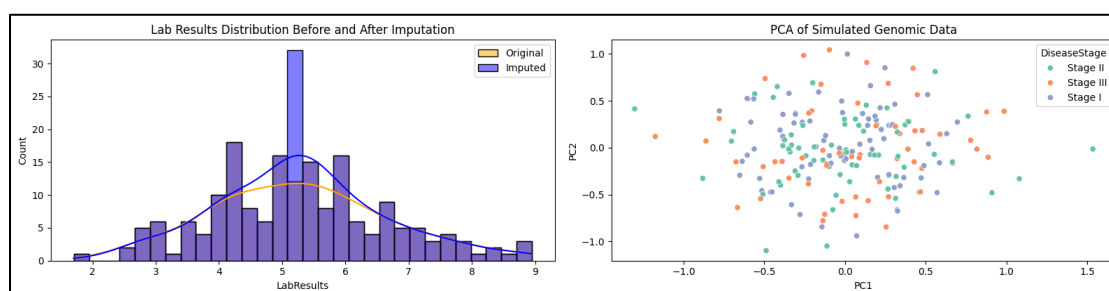 Lab Results Distribution Before and After Imputation
Original
Imputed
Count
30
25
20
15
10
5
0
2 3 4 5 6 7 8 9
LabResults
PCA of Simulated Genomic Data
DiseaseStage
Stage II
Stage III
Stage I
PC2
1.0
0.5
0.0
−0.5
−1.0
−1.0 −0.5 0.0 0.5 1.0 1.5
PC1